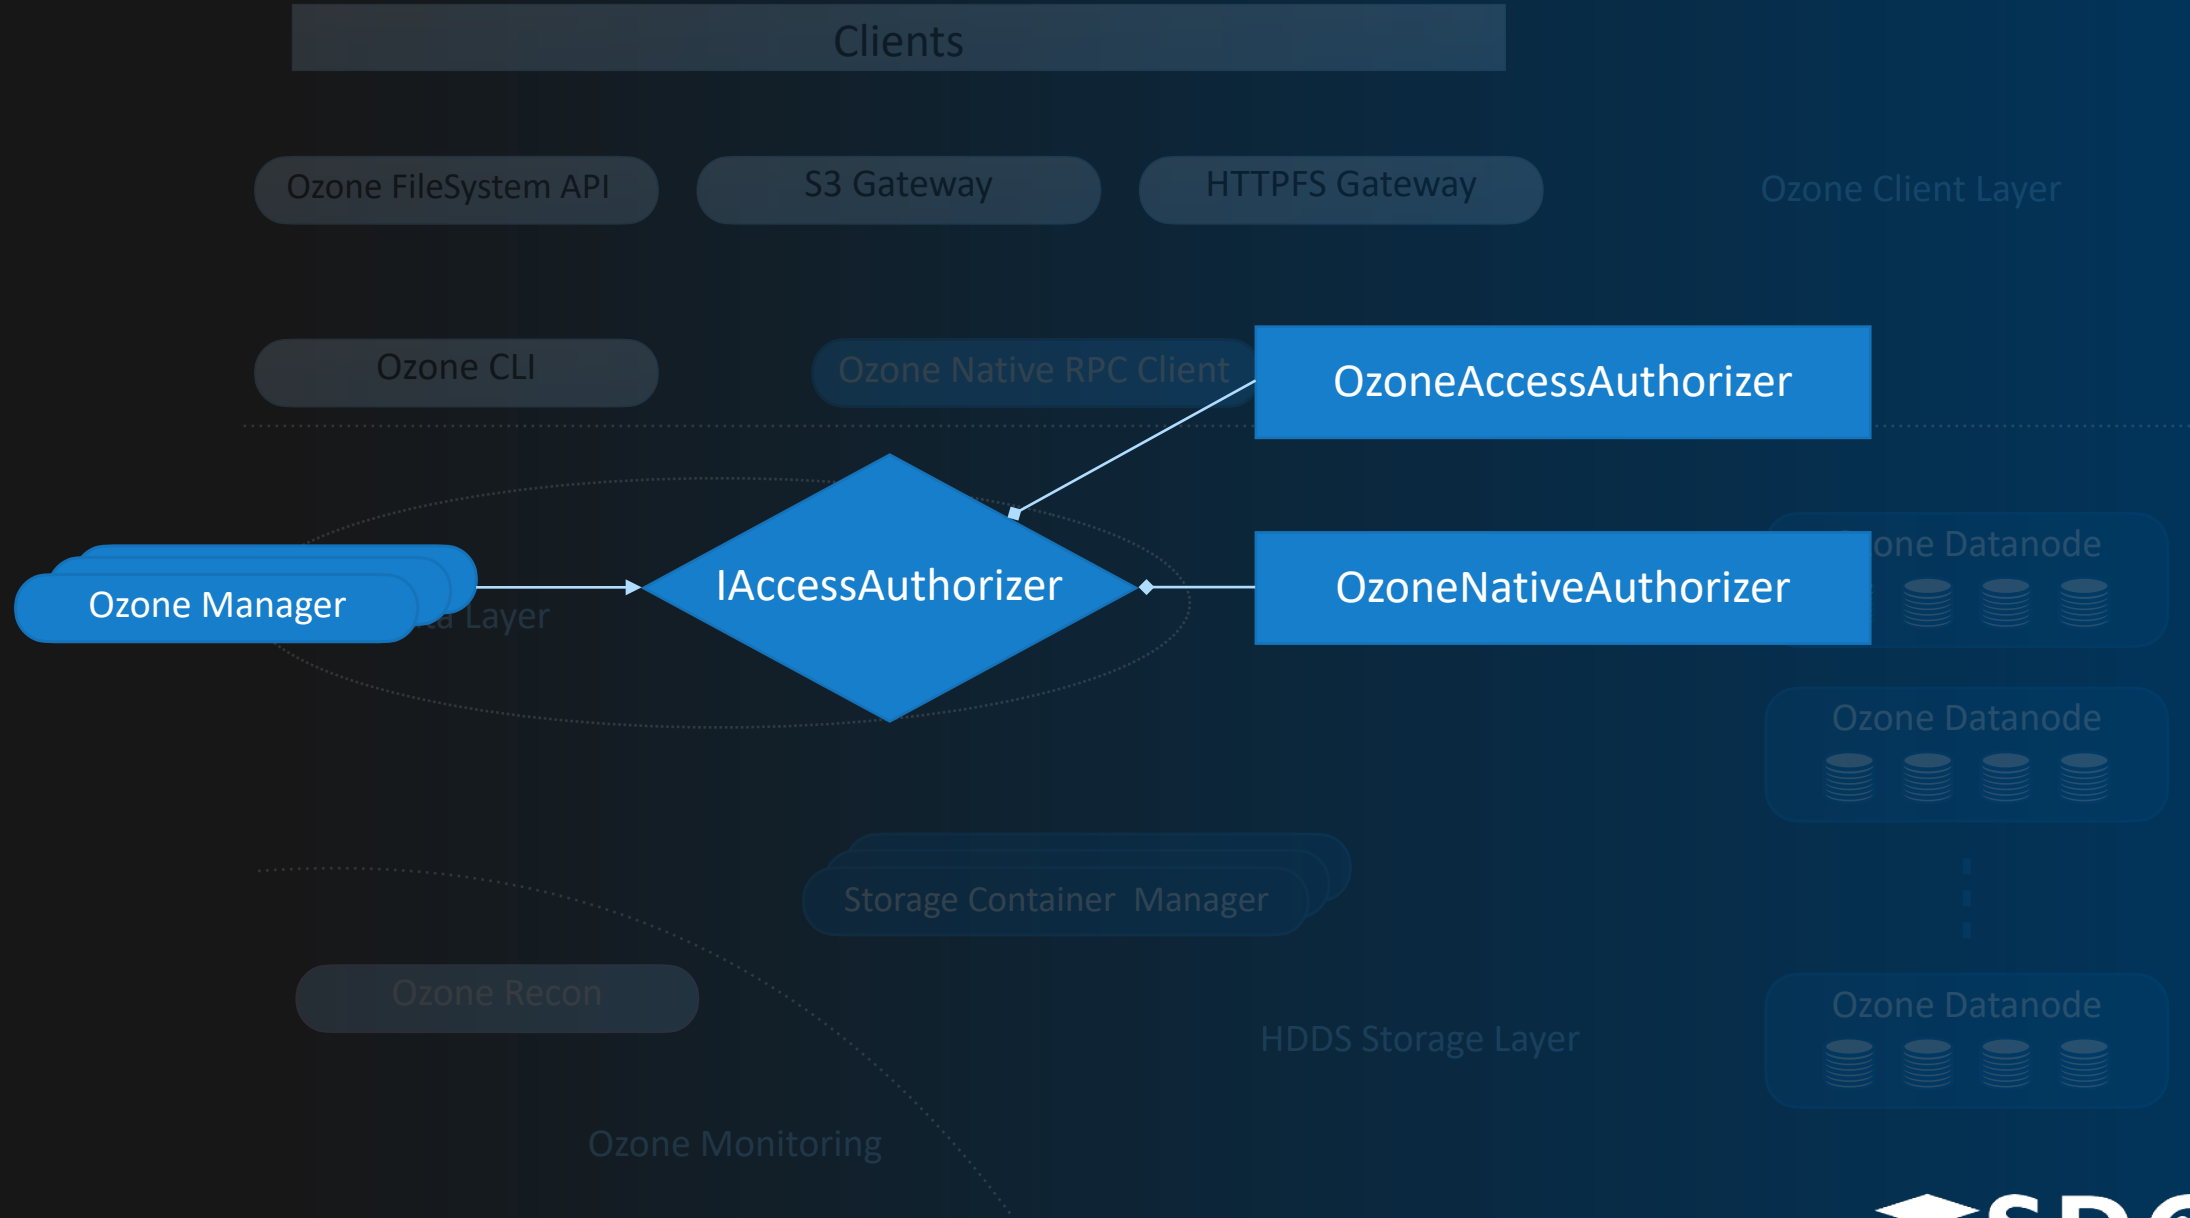 Clients
Ozone FileSystem API
S3 Gateway
HTTPFS Gateway
Ozone Client Layer
Ozone CLI
Ozone Native RPC Client
OzoneAccessAuthorizer
IAccessAuthorizer
OzoneNativeAuthorizer
Ozone Manager
Layer
Datanode
Ozone Datanode
Storage Container Manager
Ozone Recon
Ozone Datanode
HDDS Storage Layer
Ozone Monitoring